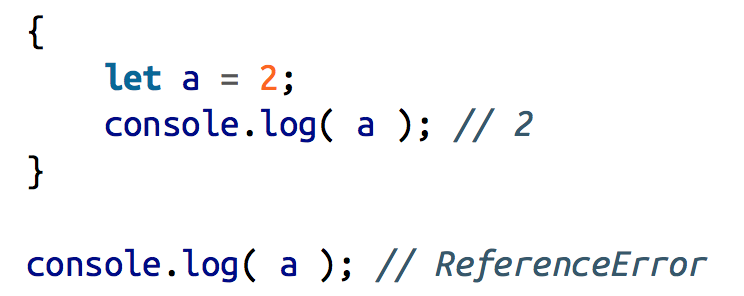 {
    let a = 2;
    console.log( a ); // 2
}

console.log( a ); // ReferenceError